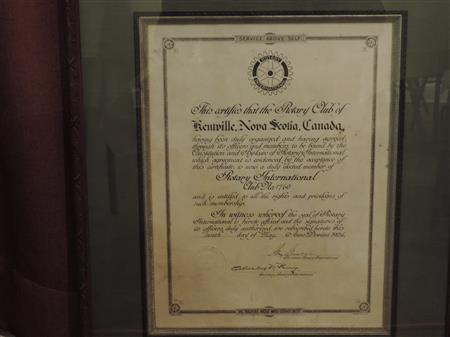 SERVICE ABOVE SELF
ROTARY INTERNATIONAL
This certifies that the Rotary Club of
Kentville, Nova Scotia, Canada,
having been duly organized and having agreed
through its officers and members to be bound by the
Constitution and By-Laws of Rotary International
which agreement is evidenced by the acceptance of
this certificate, is now a duly elected member of
Rotary International
Club No. 1760
and is entitled to all the rights and privileges of
such membership.
In witness whereof the seal of Rotary
International is hereto affixed and the signatures of
its officers, duly authorized, are subscribed hereto this
day of May, Anno Domini
HE PROFITS MOST WHO SERVES BEST